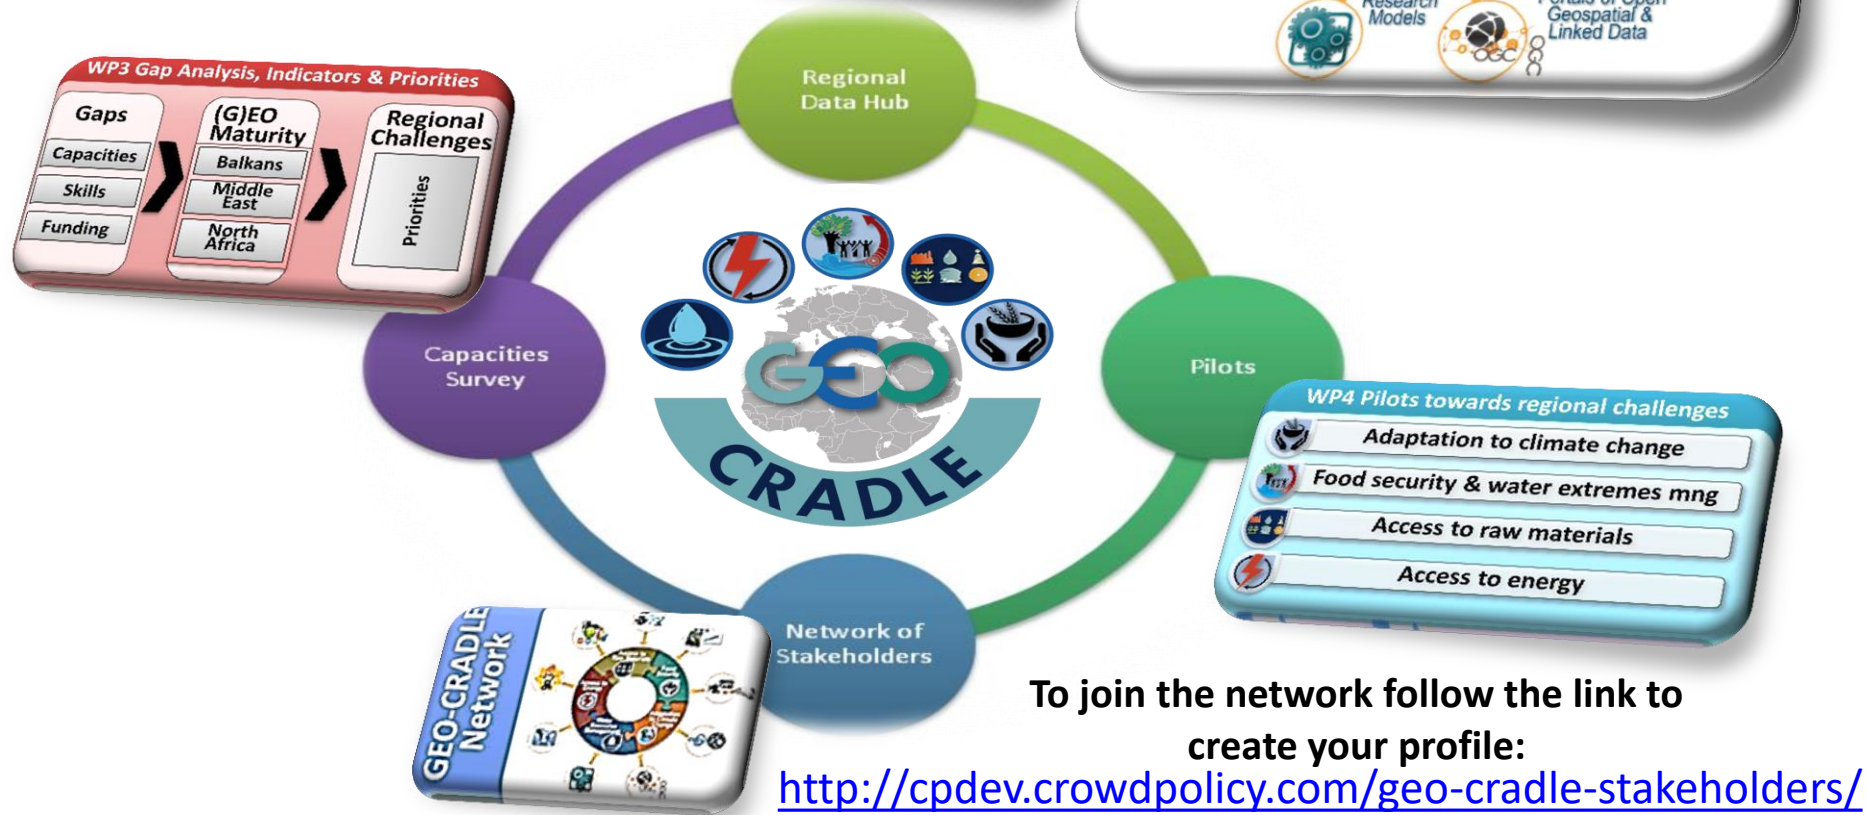 Research
Models
Portals of Open
Geospatial &
Linked Data
OGC
WP3 Gap Analysis, Indicators & Priorities
Gaps
Capacities
Skills
Funding
(G)EO
Maturity
Balkans
Middle
East
North
Africa
Regional
Challenges
Priorities
Regional
Data Hub
Capacities
Survey
Pilots
GEO
CRADLE
WP4 Pilots towards regional challenges
Adaptation to climate change
Food security & water extremes mng
Access to raw materials
Access to energy
Network of
Stakeholders
GEO-CRADLE
Network
To join the network follow the link to
create your profile:
http://cpdev.crowdpolicy.com/geo-cradle-stakeholders/